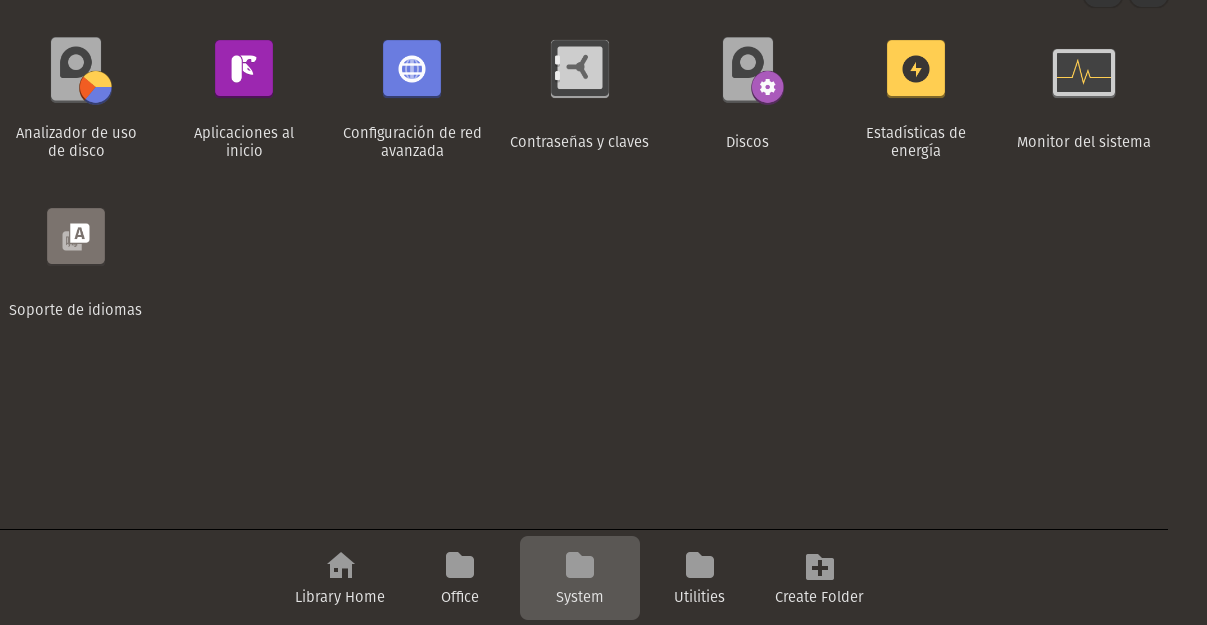 Analizador de uso
de disco
Aplicaciones al
inicio
Configuración de red
avanzada
Contraseñas y claves
Discos
Estadísticas de
energía
Monitor del sistema
A
Soporte de idiomas
Library Home
Office
System
Utilities
Create Folder